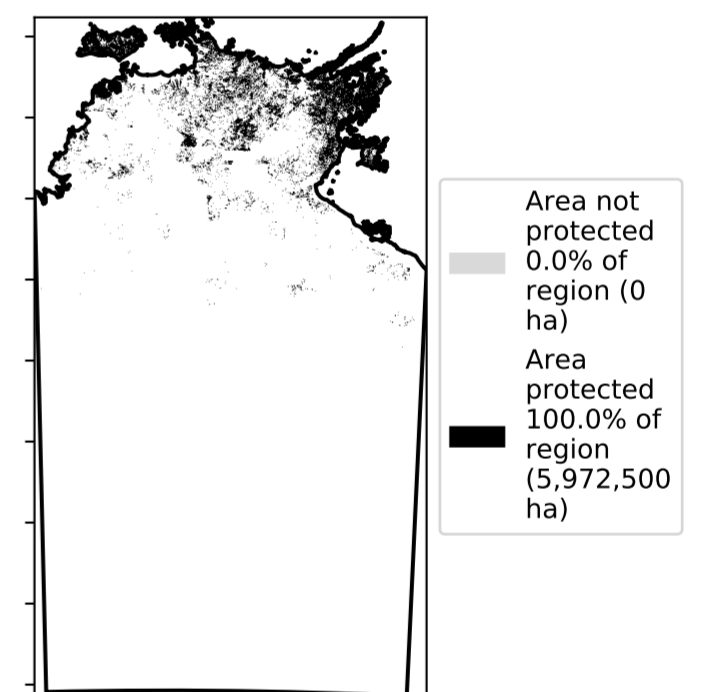 Area not
protected
0.0% of
region (0
ha)
Area
protected
100.0% of
region
(5,972,500
ha)